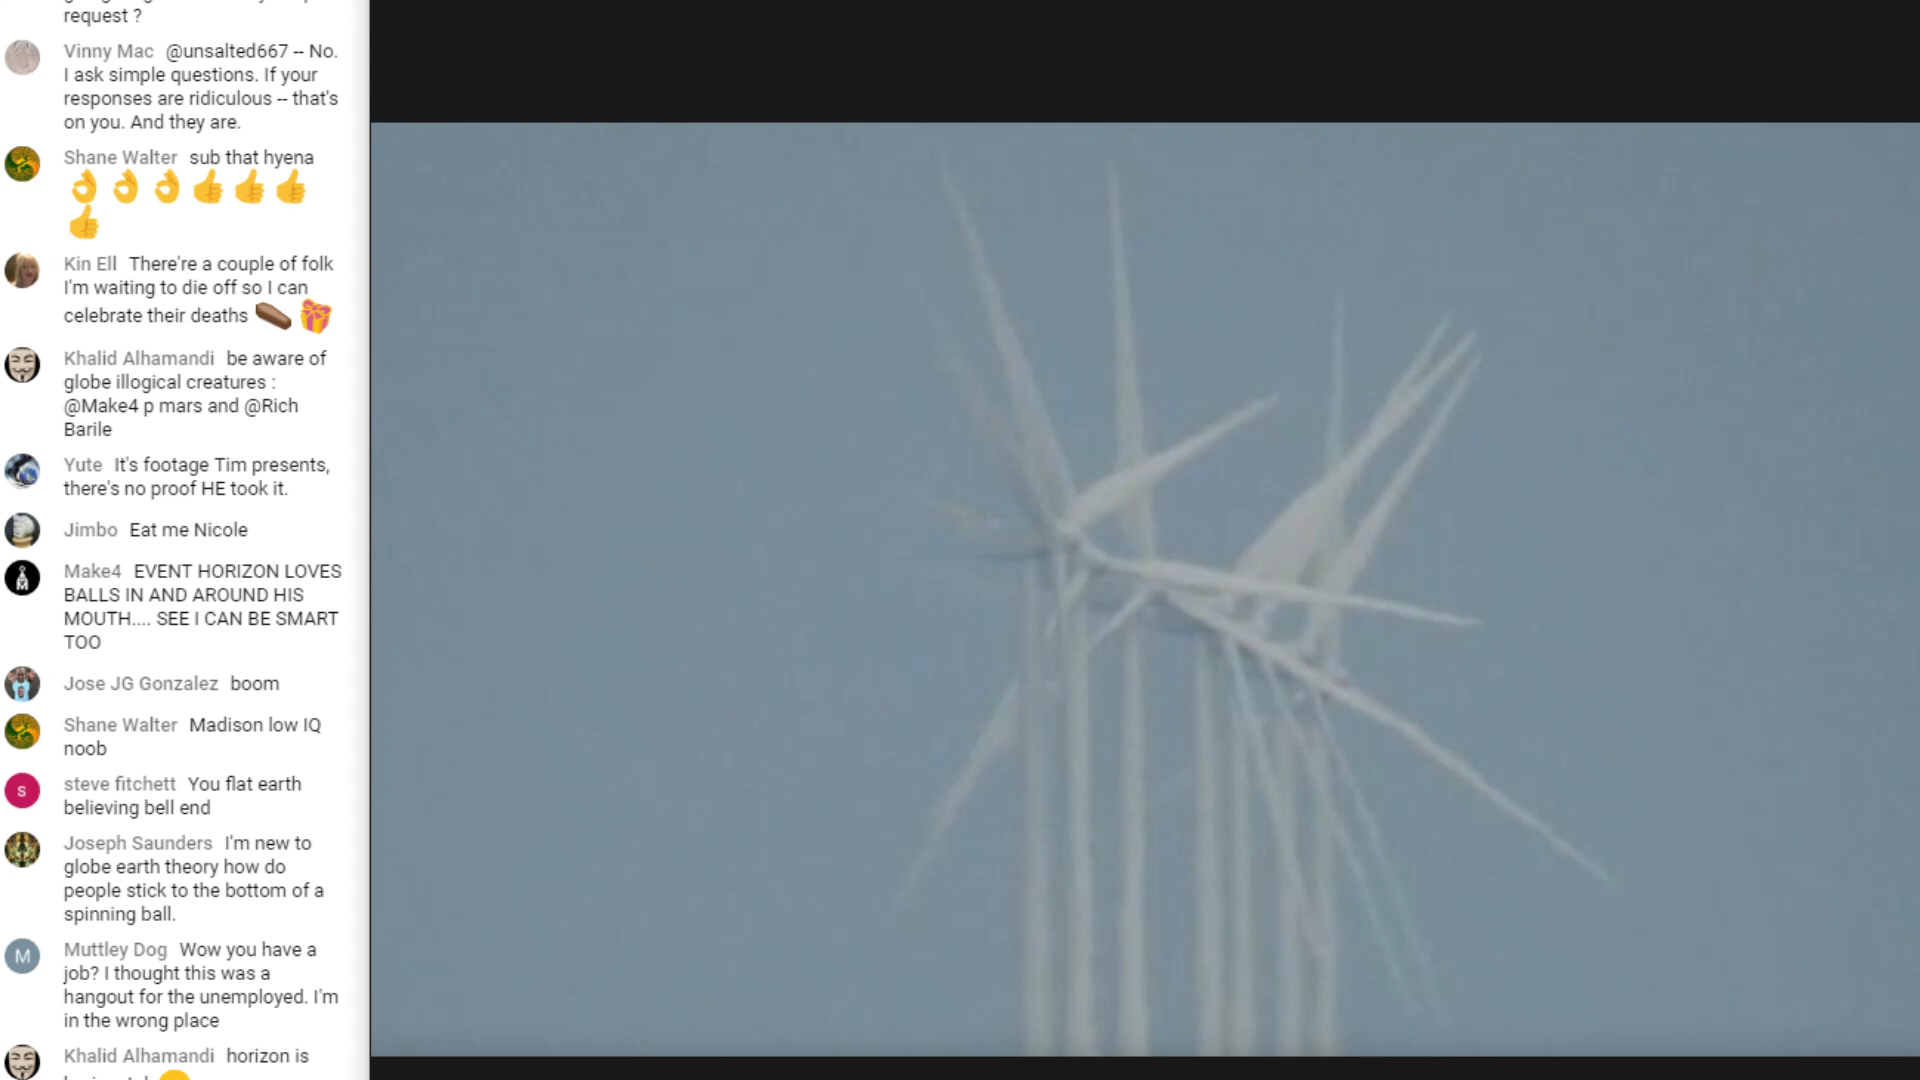 request ?
Vinny Mac @unsalted667 -- No.
I ask simple questions. If your
responses are ridiculous -- that's
on you. And they are.
Shane Walter sub that hyena
👌👌👌👍👍👍
👍
Kin Ell There're a couple of folk
I'm waiting to die off so I can
celebrate their deaths ⚰️🎁
Khalid Alhamandi be aware of
globe illogical creatures :
@Make4 p mars and @Rich
Barile
Yute It's footage Tim presents,
there's no proof HE took it.
Jimbo Eat me Nicole
Make4 EVENT HORIZON LOVES
BALLS IN AND AROUND HIS
MOUTH.... SEE I CAN BE SMART
TOO
Jose JG Gonzalez boom
Shane Walter Madison low IQ
noob
S steve fitchett You flat earth
believing bell end
Joseph Saunders I'm new to
globe earth theory how do
people stick to the bottom of a
spinning ball.
M Muttley Dog Wow you have a
job? I thought this was a
hangout for the unemployed. I'm
in the wrong place
Khalid Alhamandi horizon is